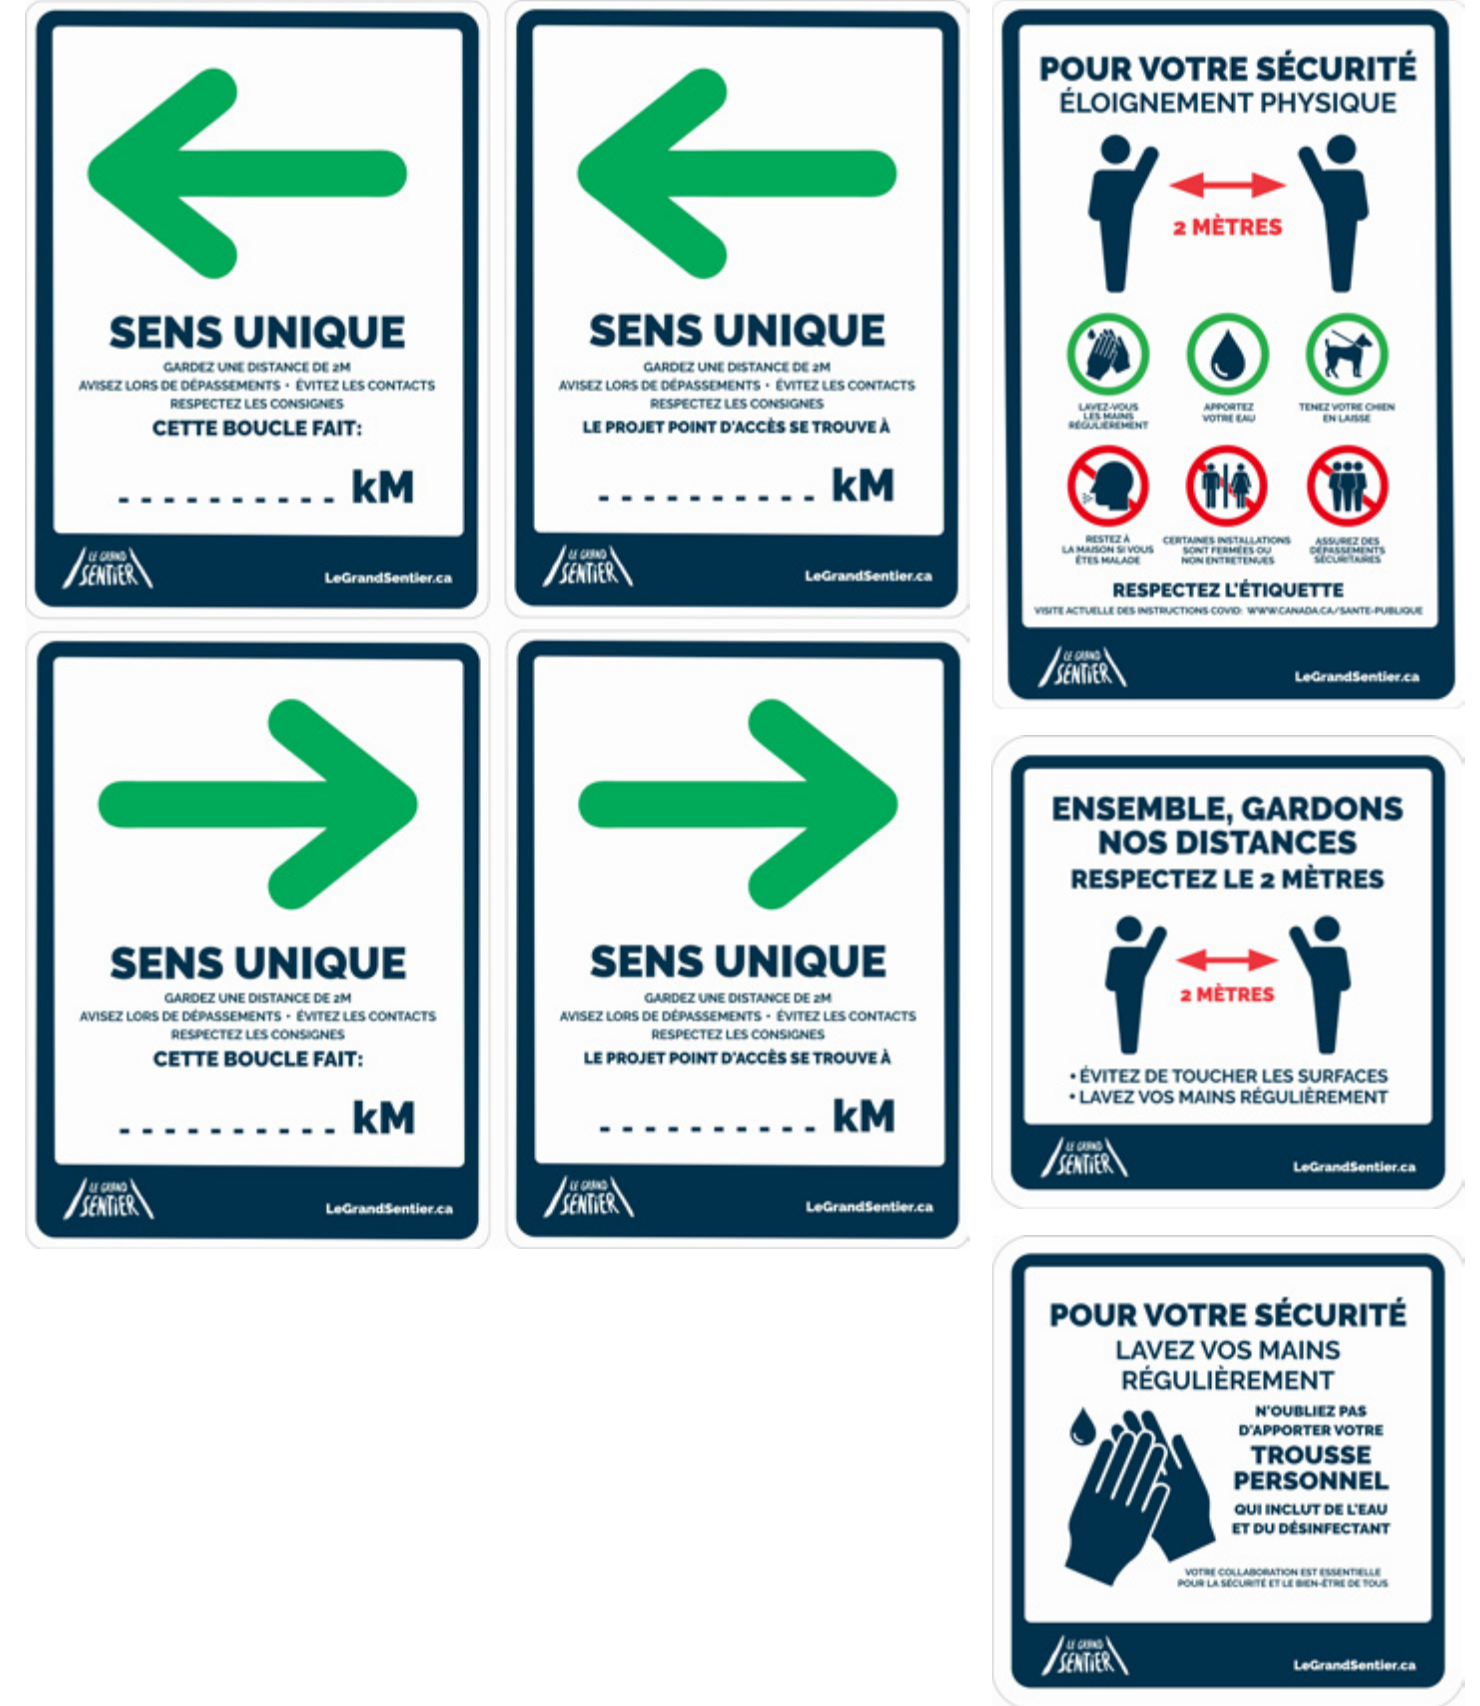 SENS UNIQUE
GARDEZ UNE DISTANCE DE 2M
AVISEZ LORS DE DÉPASSEMENTS • ÉVITEZ LES CONTACTS
RESPECTEZ LES CONSIGNES
CETTE BOUCLE FAIT:
- - - - - - - - - - kM
LE GRAND
SENTIER
LeGrandSentier.ca
SENS UNIQUE
GARDEZ UNE DISTANCE DE 2M
AVISEZ LORS DE DÉPASSEMENTS • ÉVITEZ LES CONTACTS
RESPECTEZ LES CONSIGNES
LE PROJET POINT D'ACCÈS SE TROUVE À
- - - - - - - - - - kM
LE GRAND
SENTIER
LeGrandSentier.ca
SENS UNIQUE
GARDEZ UNE DISTANCE DE 2M
AVISEZ LORS DE DÉPASSEMENTS • ÉVITEZ LES CONTACTS
RESPECTEZ LES CONSIGNES
CETTE BOUCLE FAIT:
- - - - - - - - - - kM
LE GRAND
SENTIER
LeGrandSentier.ca
SENS UNIQUE
GARDEZ UNE DISTANCE DE 2M
AVISEZ LORS DE DÉPASSEMENTS • ÉVITEZ LES CONTACTS
RESPECTEZ LES CONSIGNES
LE PROJET POINT D'ACCÈS SE TROUVE À
- - - - - - - - - - kM
LE GRAND
SENTIER
LeGrandSentier.ca
POUR VOTRE SÉCURITÉ
ÉLOIGNEMENT PHYSIQUE
2 MÈTRES
LAVEZ-VOUS
LES MAINS
RÉGULIÈREMENT
APPORTEZ
VOTRE EAU
TENEZ VOTRE CHIEN
EN LAISSE
RESTEZ À
LA MAISON SI VOUS
ÊTES MALADE
CERTAINES INSTALLATIONS
SONT FERMÉES OU
NON ENTRETENUES
ASSUREZ DES
DÉPASSEMENTS
SÉCURITAIRES
RESPECTEZ L'ÉTIQUETTE
VISITE ACTUELLE DES INSTRUCTIONS COVID: WWW.CANADA.CA/SANTE-PUBLIQUE
LE GRAND
SENTIER
LeGrandSentier.ca
ENSEMBLE, GARDONS
NOS DISTANCES
RESPECTEZ LE 2 MÈTRES
2 MÈTRES
• ÉVITEZ DE TOUCHER LES SURFACES
• LAVEZ VOS MAINS RÉGULIÈREMENT
LE GRAND
SENTIER
LeGrandSentier.ca
POUR VOTRE SÉCURITÉ
LAVEZ VOS MAINS
RÉGULIÈREMENT
N'OUBLIEZ PAS
D'APPORTER VOTRE
TROUSSE
PERSONNEL
QUI INCLUT DE L'EAU
ET DU DÉSINFECTANT
VOTRE COLLABORATION EST ESSENTIELLE
POUR LA SÉCURITÉ ET LE BIEN-ÊTRE DE TOUS
LE GRAND
SENTIER
LeGrandSentier.ca